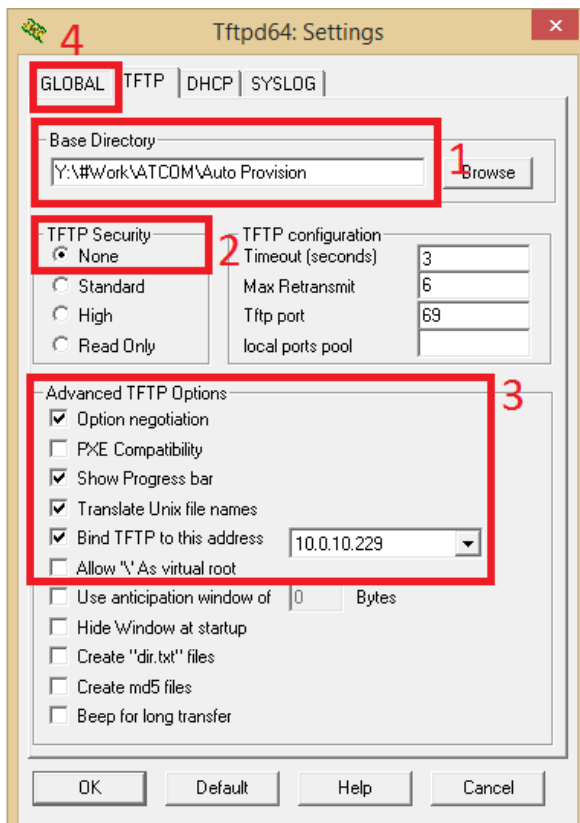 Tftpd64: Settings
4
GLOBAL TFTP DHCP SYSLOG
Base Directory
1
Y:\#Work\ATCOM\Auto Provision Browse
TFTP Security
2
None
Standard
High
Read Only
TFTP configuration
Timeout (seconds) 3
Max Retransmit 6
Tftp port 69
local ports pool
Advanced TFTP Options
3
Option negotiation
PXE Compatibility
Show Progress bar
Translate Unix file names
Bind TFTP to this address 10.0.10.229
Allow '\' As virtual root
Use anticipation window of 0 Bytes
Hide Window at startup
Create "dir.txt" files
Create md5 files
Beep for long transfer
OK Default Help Cancel